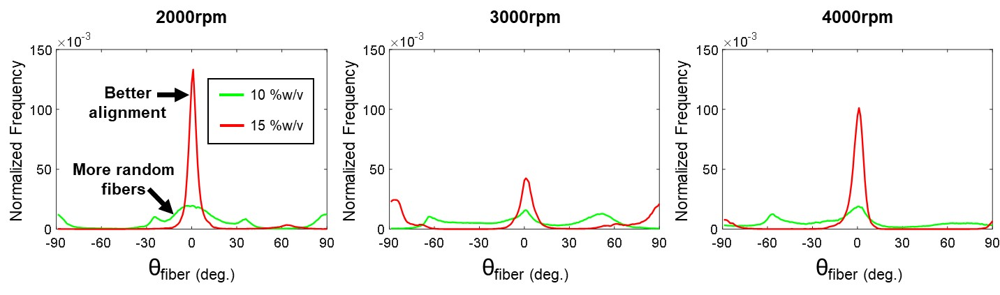 2000rpm
×10-3
150
100
50
0
Normalized Frequency
Better
alignment
More random
fibers
10 %w/v
15 %w/v
-90 -60 -30 0 30 60 90
θfiber (deg.)
3000rpm
×10-3
150
100
50
0
Normalized Frequency
-90 -60 -30 0 30 60 90
θfiber (deg.)
4000rpm
×10-3
150
100
50
0
Normalized Frequency
-90 -60 -30 0 30 60 90
θfiber (deg.)